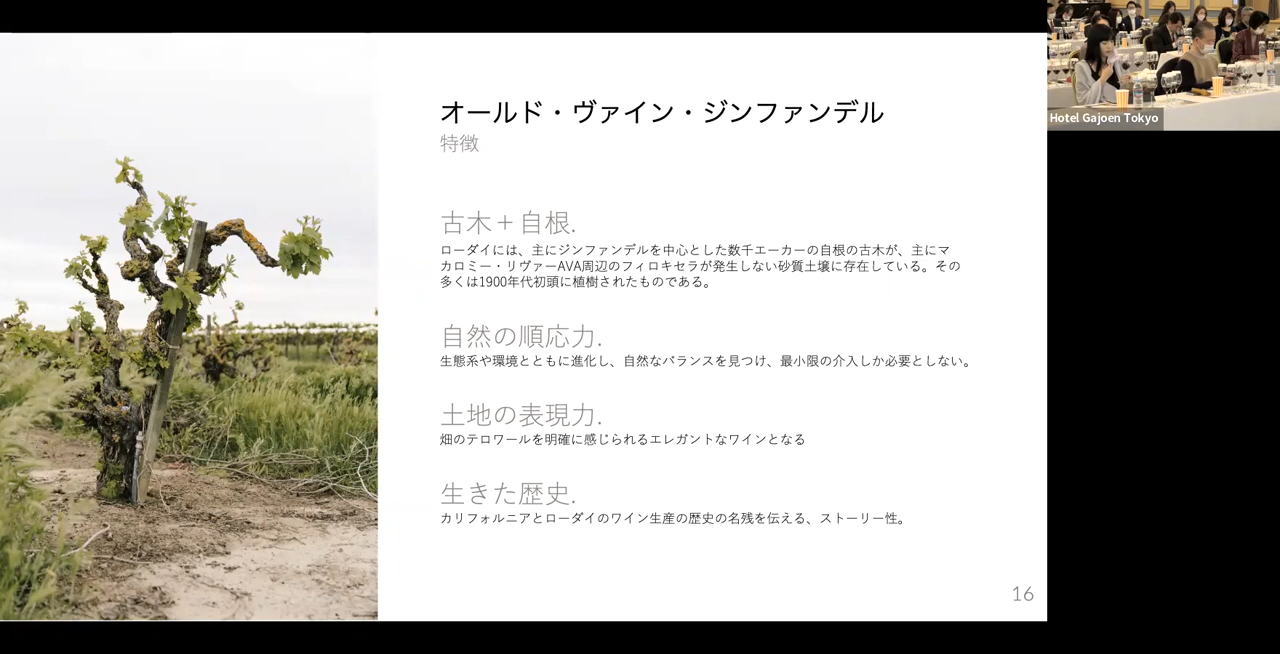 オールド・ヴァイン・ジンファンデル
特徴
古木＋自根.
ローダイには、主にジンファンデルを中心とした数千エーカーの自根の古木が、主にマ
カロミー・リヴァーAVA周辺のフィロキセラが発生しない砂質土壌に存在している。その
多くは1900年代初頭に植樹されたものである。
自然の順応力.
生態系や環境とともに進化し、自然なバランスを見つけ、最小限の介入しか必要としない。
土地の表現力.
畑のテロワールを明確に感じられるエレガントなワインとなる
生きた歴史.
カリフォルニアとローダイのワイン生産の歴史の名残を伝える、ストーリー性。
16
Hotel Gajoen Tokyo